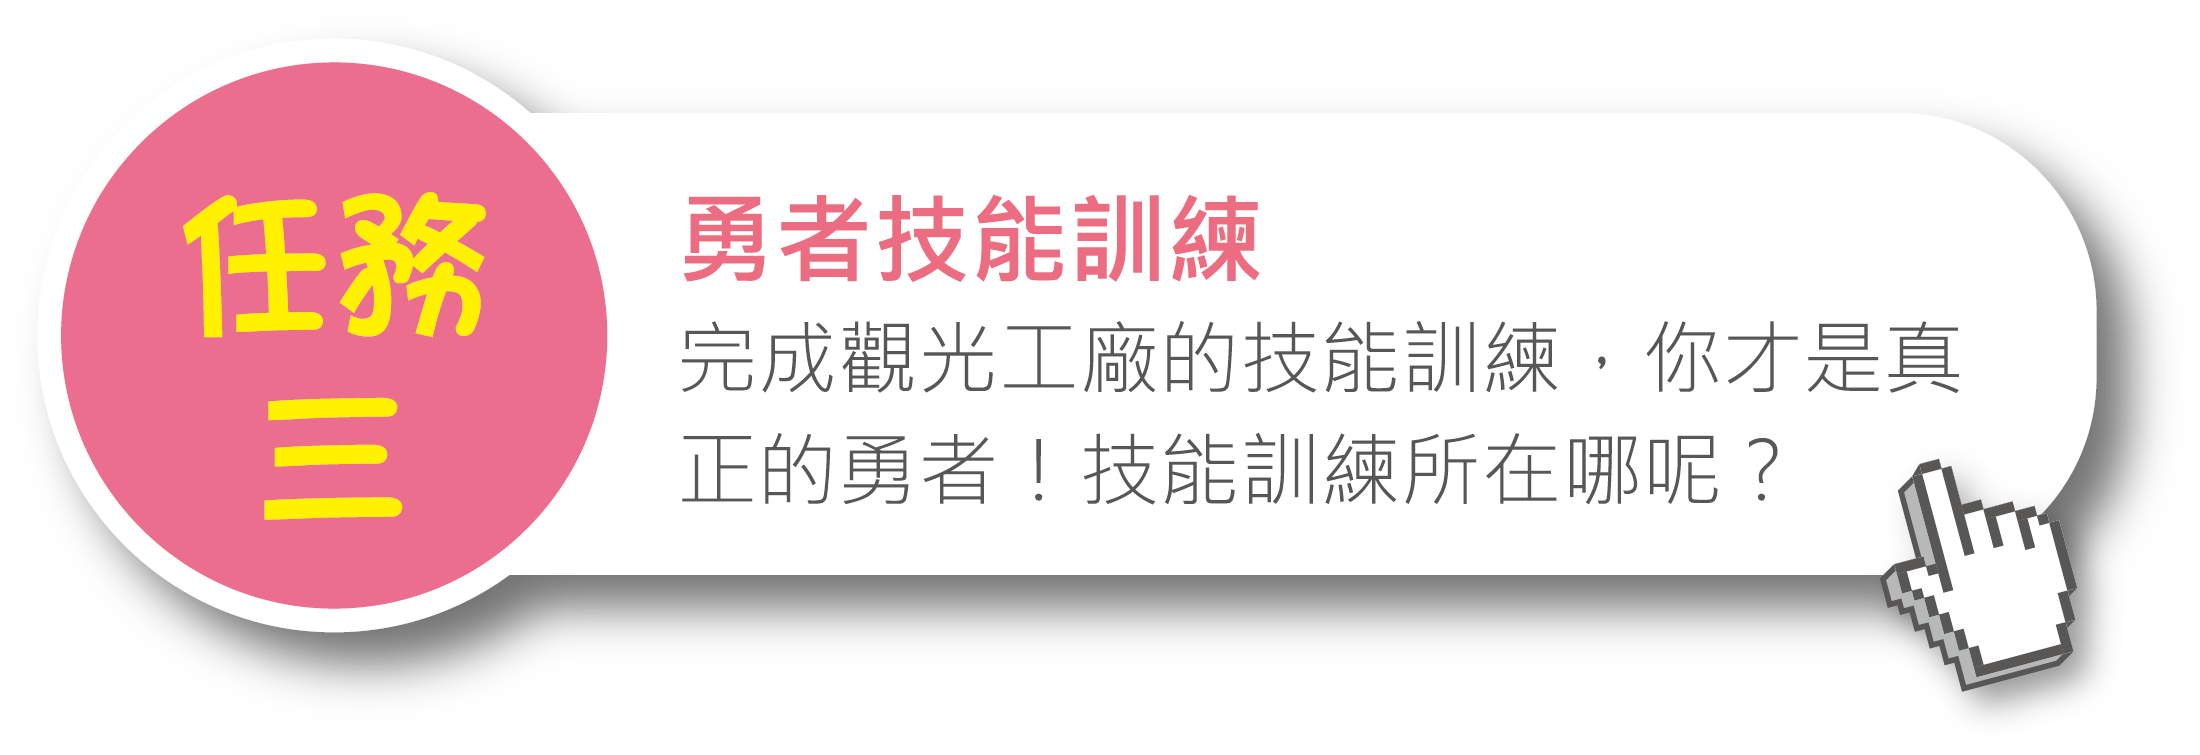 任務
三
勇者技能訓練
完成觀光工廠的技能訓練，你才是真
正的勇者！技能訓練所在哪呢？